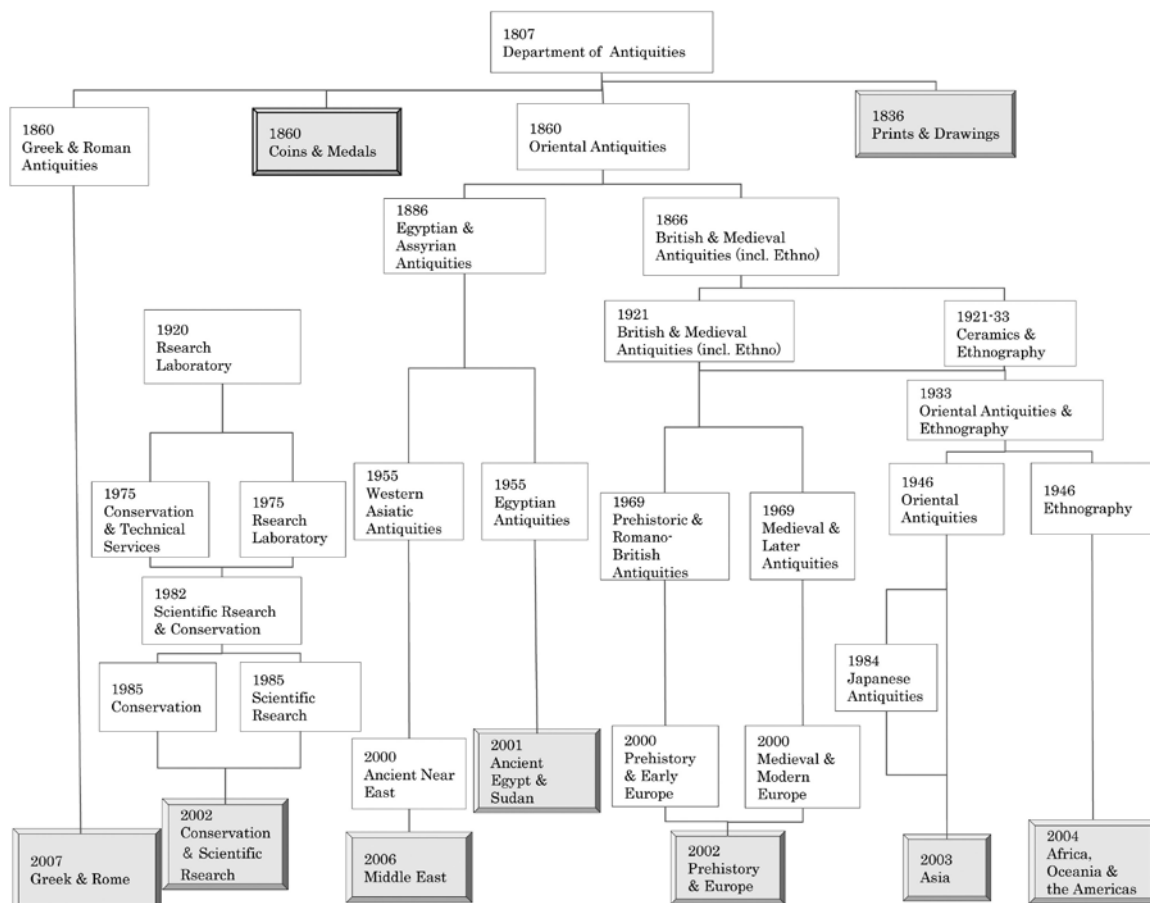 1807
Department of Antiquities
1860
Greek & Roman
Antiquities
1860
Coins & Medals
1860
Oriental Antiquities
1836
Prints & Drawings
1886
Egyptian &
Assyrian
Antiquities
1866
British & Medieval
Antiquities (incl. Ethno)
1920
Rsearch
Laboratory
1921
British & Medieval
Antiquities (incl. Ethno)
1921-33
Ceramics &
Ethnography
1933
Oriental Antiquities &
Ethnography
1975
Conservation
& Technical
Services
1975
Rsearch
Laboratory
1955
Western
Asiatic
Antiquities
1955
Egyptian
Antiquities
1969
Prehistoric &
Romano-
British
Antiquities
1969
Medieval &
Later
Antiquities
1946
Oriental
Antiquities
1946
Ethnography
1982
Scientific Rsearch
& Conservation
1985
Conservation
1985
Scientific
Rsearch
1984
Japanese
Antiquities
2000
Ancient Near
East
2001
Ancient
Egypt &
Sudan
2000
Prehistory
& Early
Europe
2000
Medieval &
Modern
Europe
2007
Greek & Rome
2002
Conservation
& Scientific
Rsearch
2006
Middle East
2002
Prehistory
& Europe
2003
Asia
2004
Africa,
Oceania &
the Americas